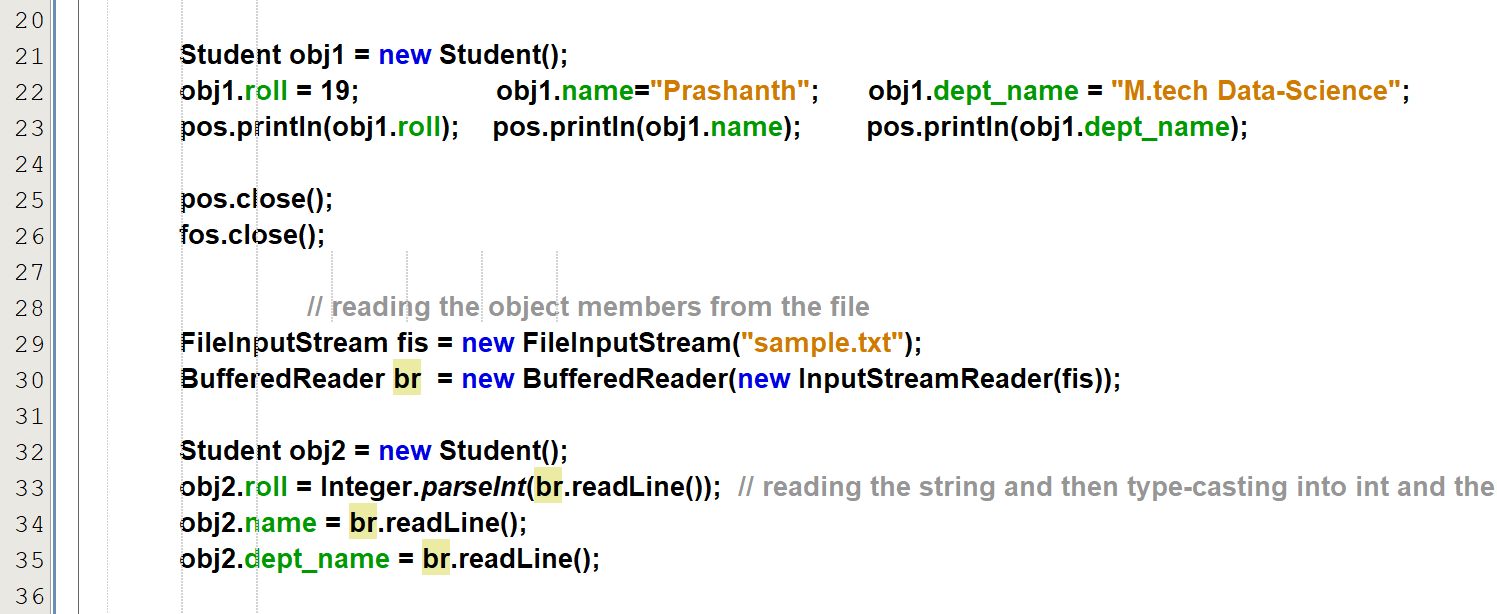 20
21 Student obj1 = new Student();
22 obj1.roll = 19; obj1.name="Prashanth"; obj1.dept_name = "M.tech Data-Science";
23 pos.println(obj1.roll); pos.println(obj1.name); pos.println(obj1.dept_name);
24
25 pos.close();
26 fos.close();
27
28 // reading the object members from the file
29 FileInputStream fis = new FileInputStream("sample.txt");
30 BufferedReader br = new BufferedReader(new InputStreamReader(fis));
31
32 Student obj2 = new Student();
33 obj2.roll = Integer.parseInt(br.readLine()); // reading the string and then type-casting into int and the
34 obj2.name = br.readLine();
35 obj2.dept_name = br.readLine();
36